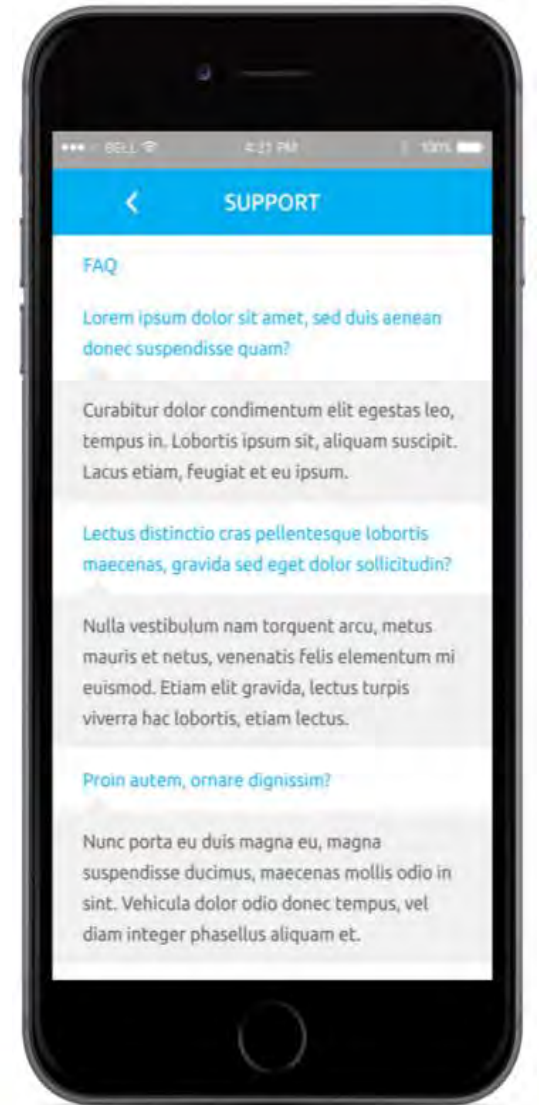 BELL 4:21 PM 100%
SUPPORT
FAQ
Lorem ipsum dolor sit amet, sed duis aenean
donec suspendisse quam?
Curabitur dolor condimentum elit egestas leo,
tempus in. Lobortis ipsum sit, aliquam suscipit.
Lacus etiam, feugiat et eu ipsum.
Lectus distinctio cras pellentesque lobortis
maecenas, gravida sed eget dolor sollicitudin?
Nulla vestibulum nam torquent arcu, metus
mauris et netus, venenatis felis elementum mi
euismod. Etiam elit gravida, lectus turpis
viverra hac lobortis, etiam lectus.
Proin autem, ornare dignissim?
Nunc porta eu duis magna eu, magna
suspendisse ducimus, maecenas mollis odio in
sint. Vehicula dolor odio donec tempus, vel
diam integer phasellus aliquam et.